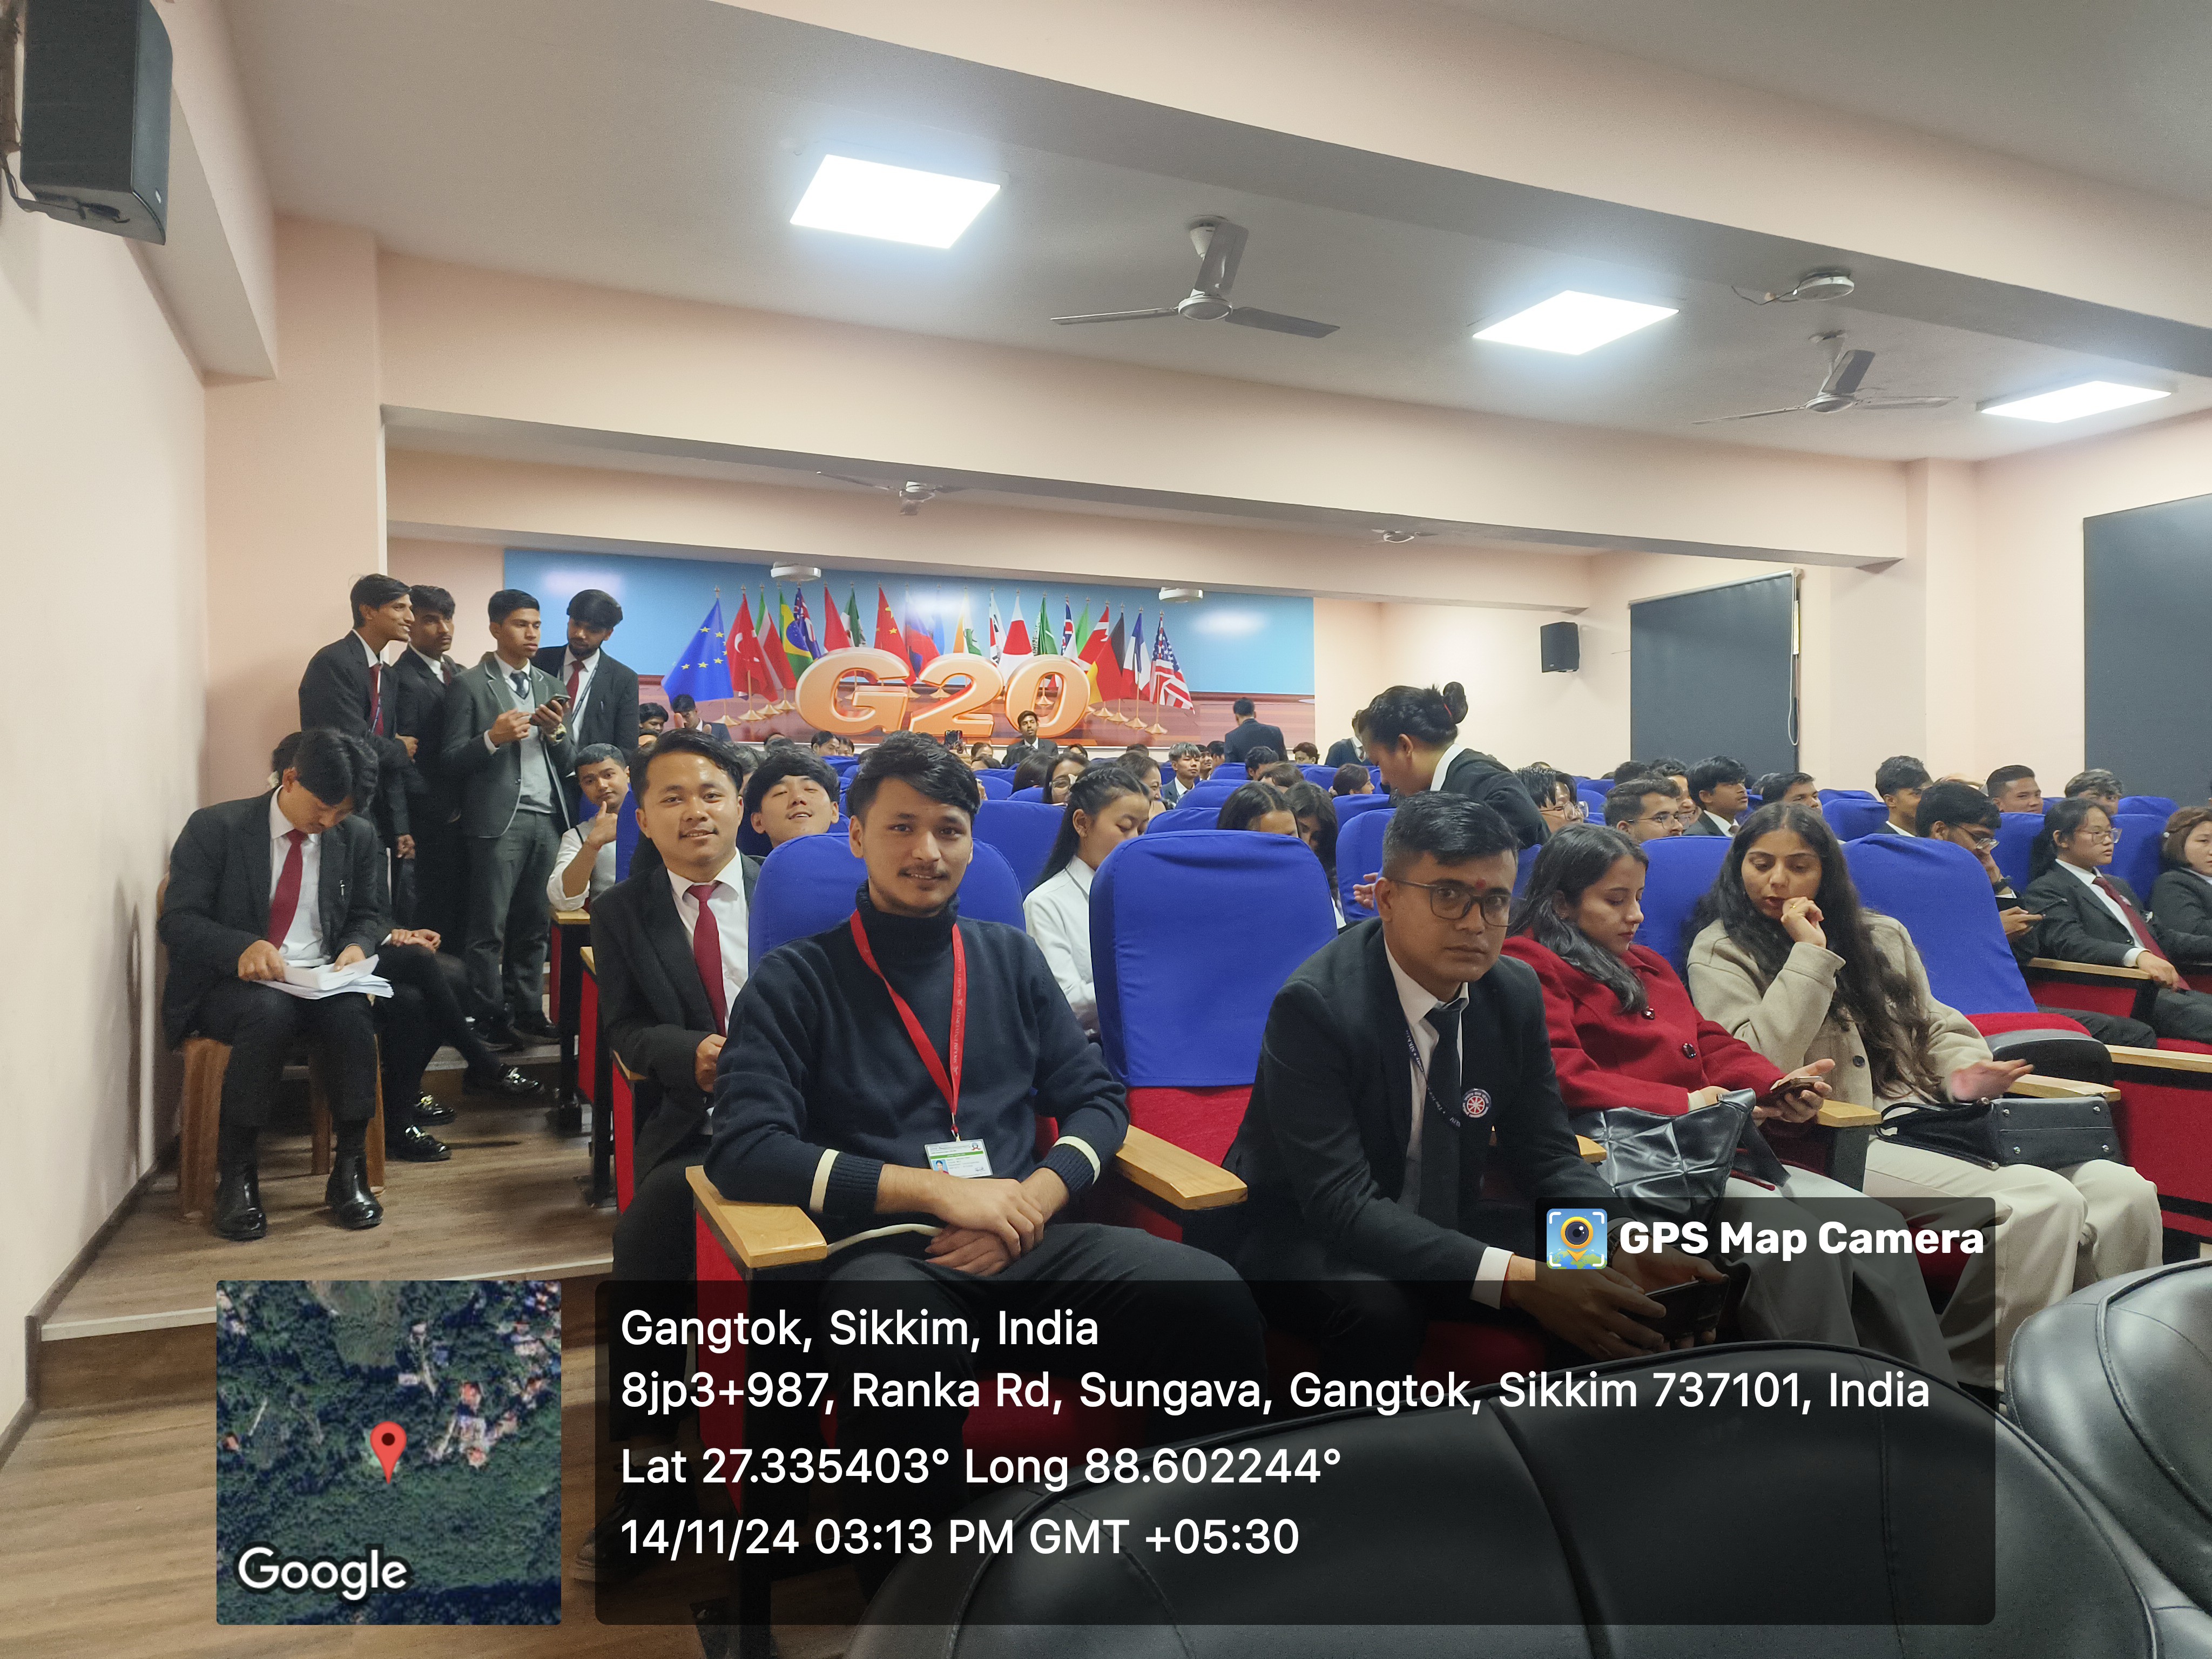 G20
GPS Map Camera
Gangtok, Sikkim, India
8jp3+987, Ranka Rd, Sungava, Gangtok, Sikkim 737101, India
Lat 27.335403° Long 88.602244°
14/11/24 03:13 PM GMT +05:30
Google